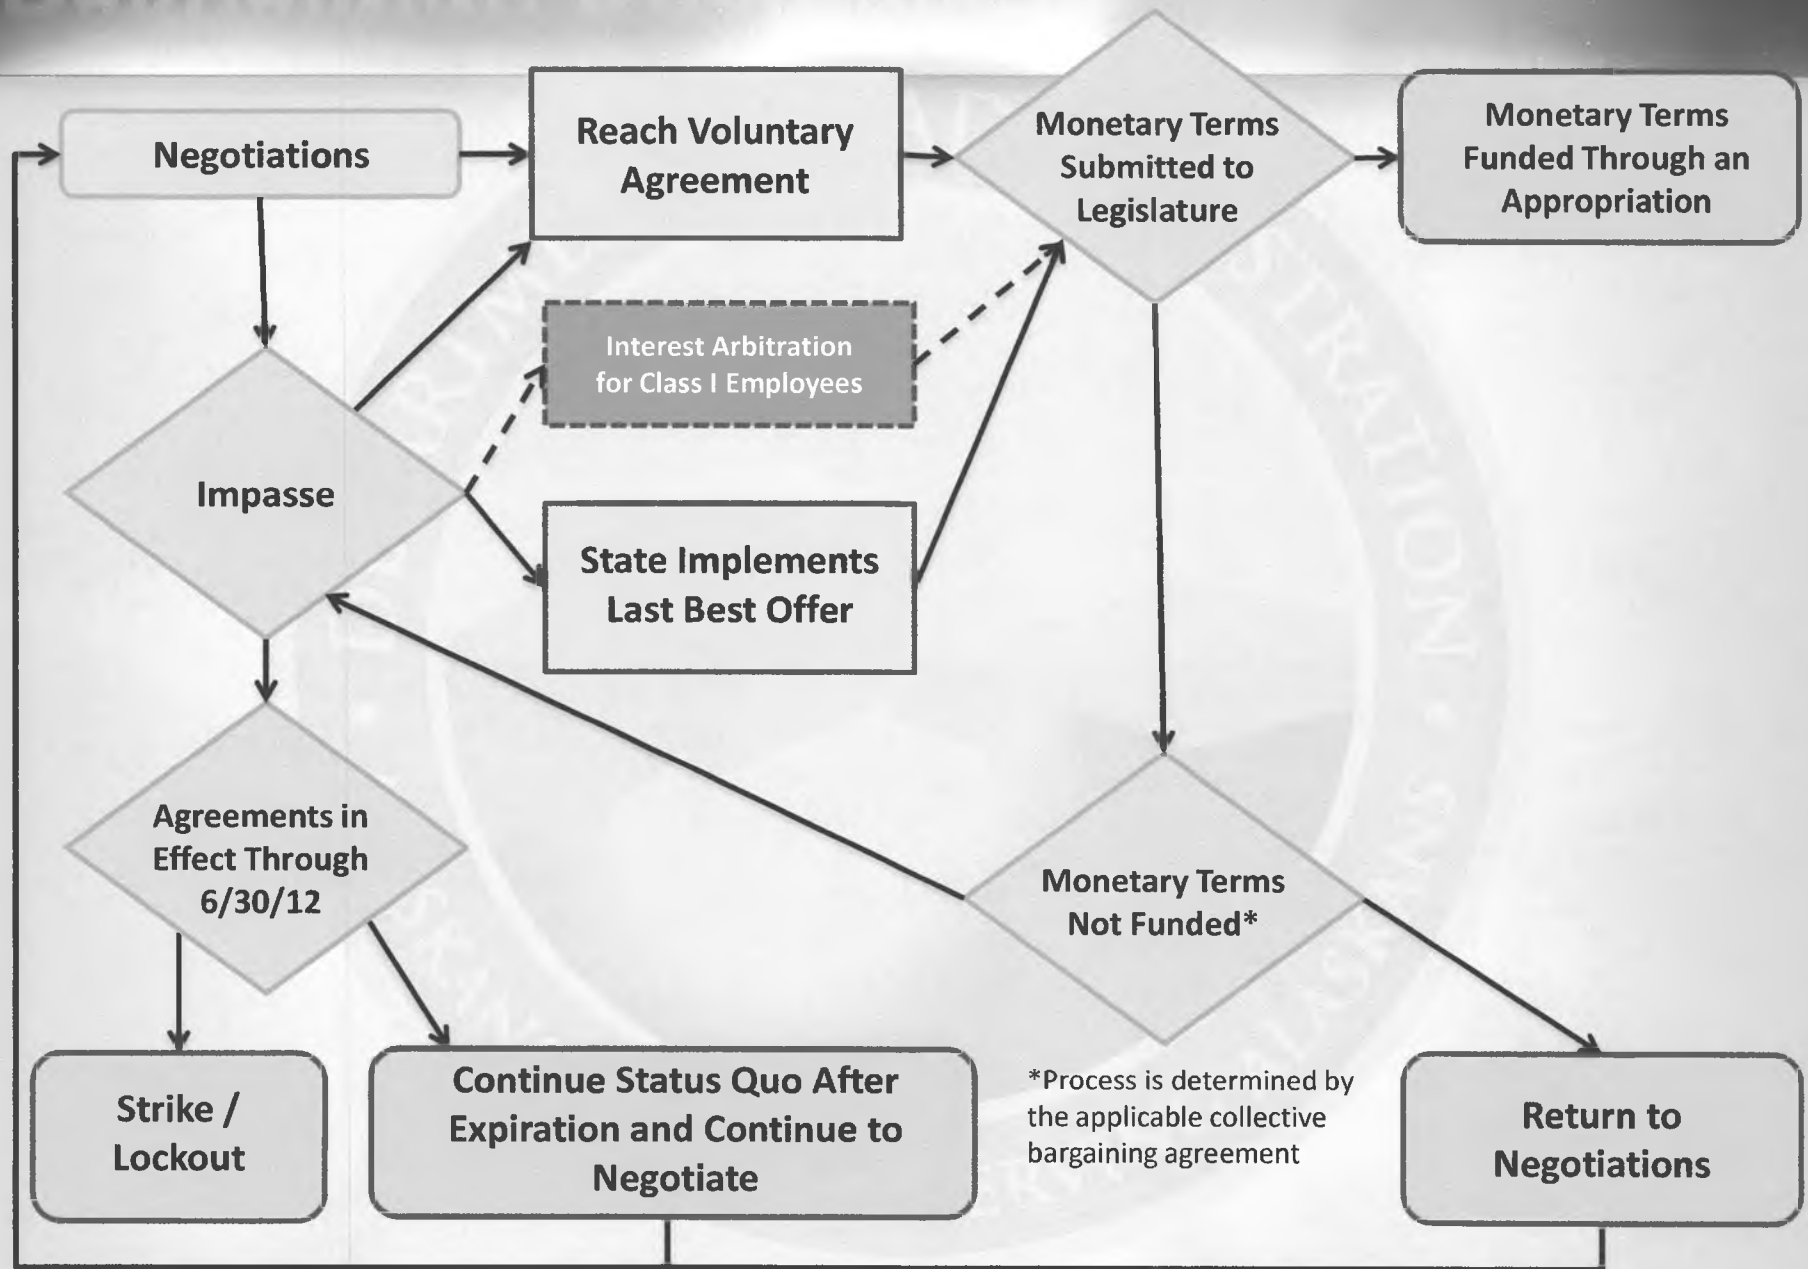 Negotiations
Reach Voluntary
Agreement
Monetary Terms
Submitted to
Legislature
Monetary Terms
Funded Through an
Appropriation
Interest Arbitration
for Class I Employees
Impasse
State Implements
Last Best Offer
Agreements in
Effect Through
6/30/12
Monetary Terms
Not Funded*
Strike /
Lockout
Continue Status Quo After
Expiration and Continue to
Negotiate
*Process is determined by
the applicable collective
bargaining agreement
Return to
Negotiations